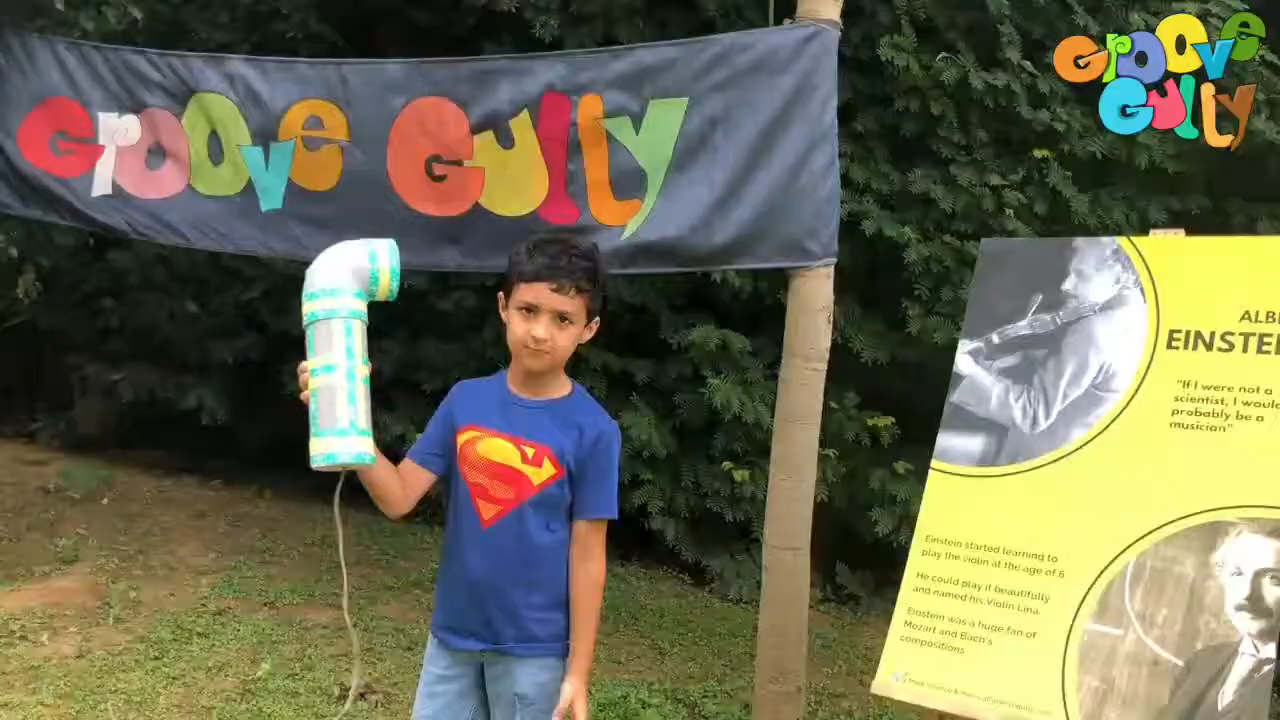 Groove Gully
Groove
Gully
S
ALB
EINSTE
"If I were not a
scientist, I would
probably be a
musician"
Einstein started learning to
play the violin at the age of 6
He could play it beautifully
and named his Violin Lina.
Einstein was a huge fan of
Mozart and Bach's
compositions